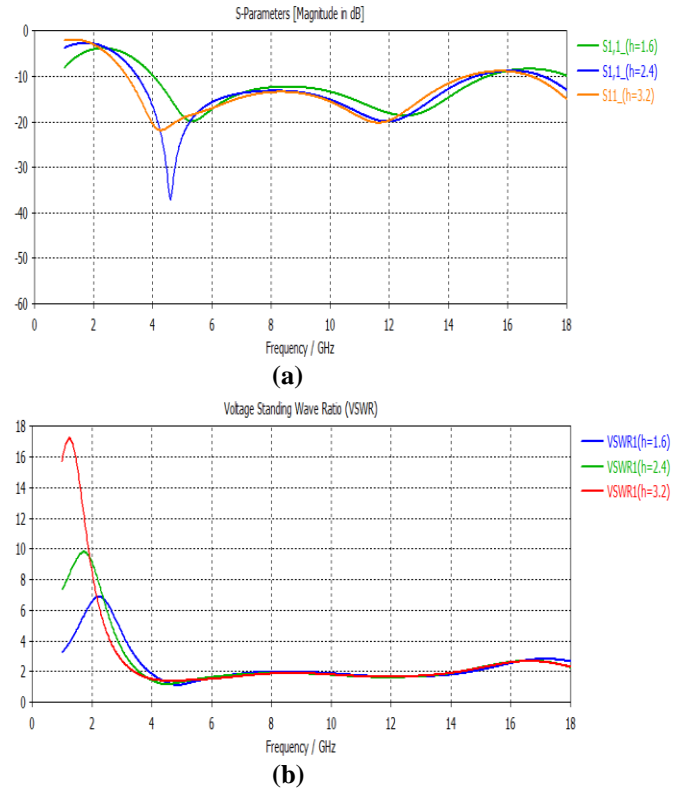 S-Parameters [Magnitude in dB]
0
-10
-20
-30
-40
-50
-60
0 2 4 6 8 10 12 14 16 18
Frequency / GHz
S1,1_(h=1.6)
S1,1_(h=2.4)
S11_(h=3.2)
(a)
Voltage Standing Wave Ratio (VSWR)
18
16
14
12
10
8
6
4
2
0
0 2 4 6 8 10 12 14 16 18
Frequency / GHz
VSWR1(h=1.6)
VSWR1(h=2.4)
VSWR1(h=3.2)
(b)